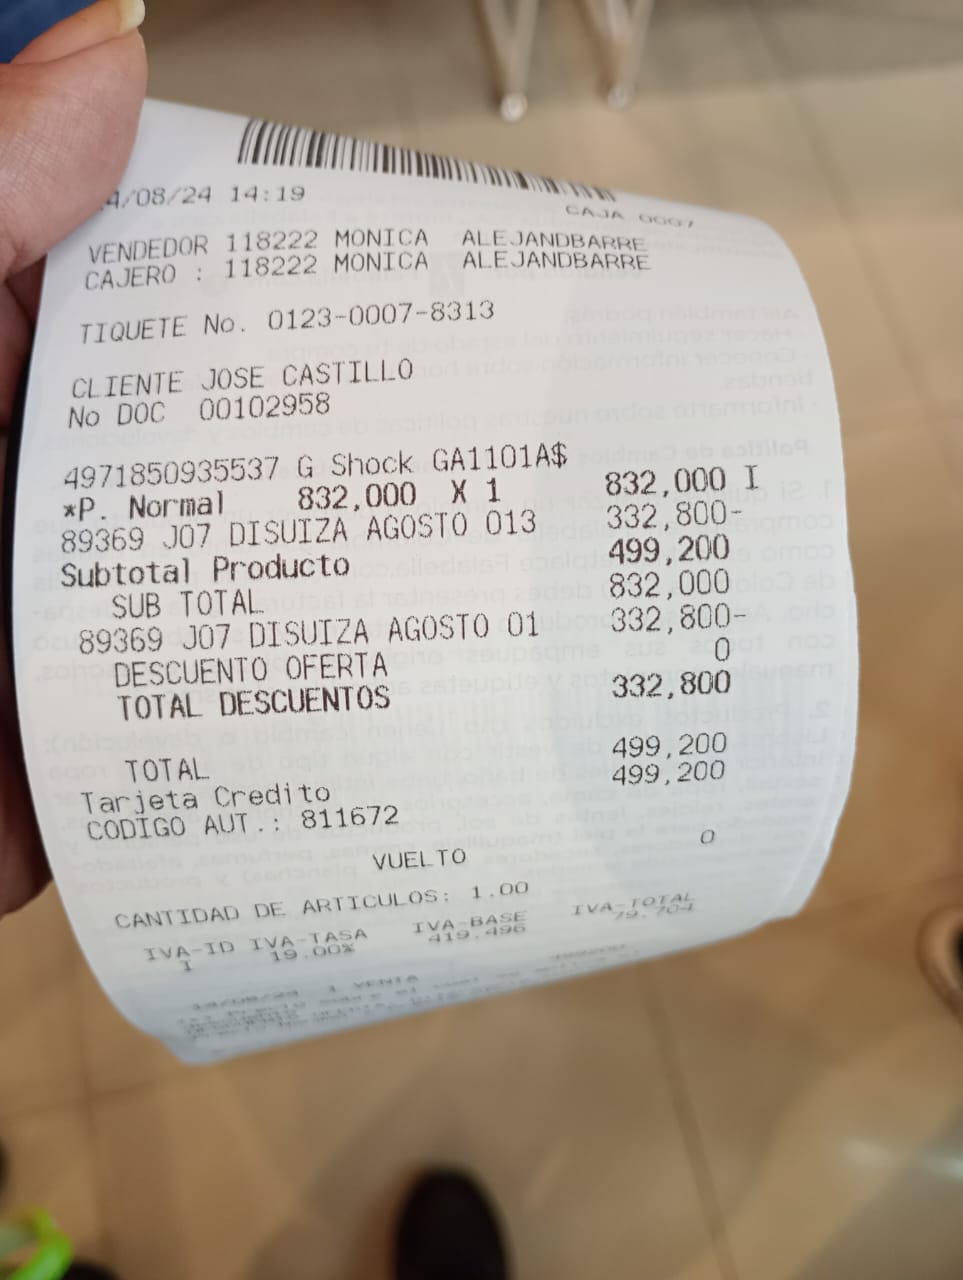 4/08/24 14:19 CAJA 0007
VENDEDOR 118222 MONICA ALEJANDBARRE
CAJERO : 118222 MONICA ALEJANDBARRE
TIQUETE No. 0123-0007-8313
CLIENTE JOSE CASTILLO
No DOC 00102958
4971850935537 G Shock GA1101A$
*P. Normal 832,000 X 1 832,000 I
89369 J07 DISUIZA AGOSTO 013 332,800-
Subtotal Producto 499,200
SUB TOTAL 832,000
89369 J07 DISUIZA AGOSTO 01 332,800-
DESCUENTO OFERTA 0
TOTAL DESCUENTOS 332,800
TOTAL 499,200
Tarjeta Credito 499,200
CODIGO AUT.: 811672
VUELTO 0
CANTIDAD DE ARTICULOS: 1.00
IVA-ID IVA-TASA IVA-BASE IVA-TOTAL
I 19.00% 419.496 79.704
14/08/24 1 VENTA